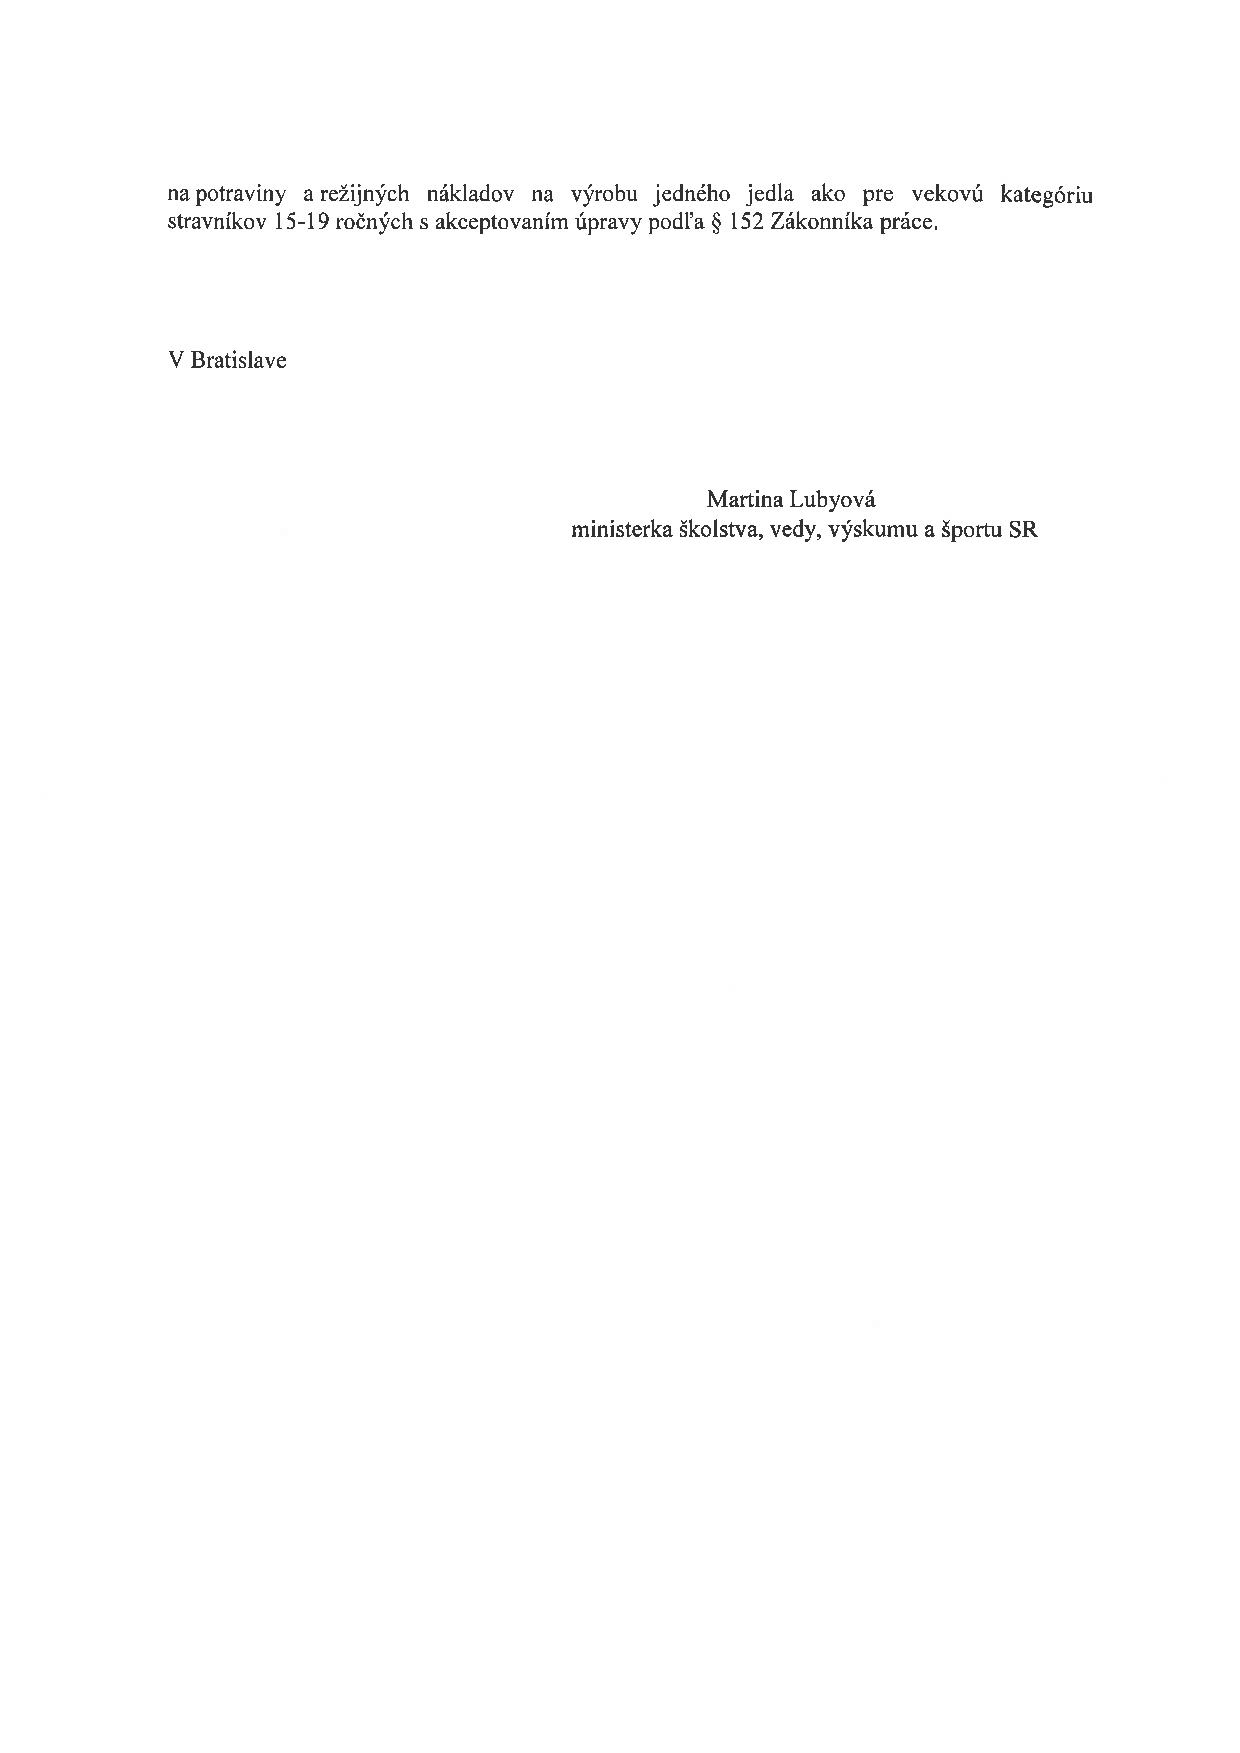 na potraviny a režijných nákladov na výrobu jedného jedla ako pre vekovú kategóriu
stravníkov 15-19 ročných s akceptovaním úpravy podľa § 152 Zákonníka práce.
V Bratislave
Martina Lubyová
ministerka školstva, vedy, výskumu a športu SR